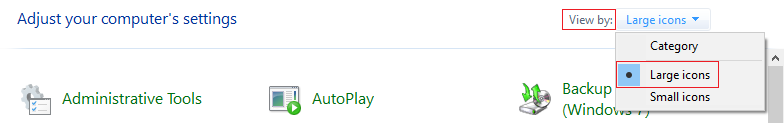 Adjust your computer's settings
View by: Large icons
Category
Large icons
Small icons
Administrative Tools
AutoPlay
Backup
(Windows 7)